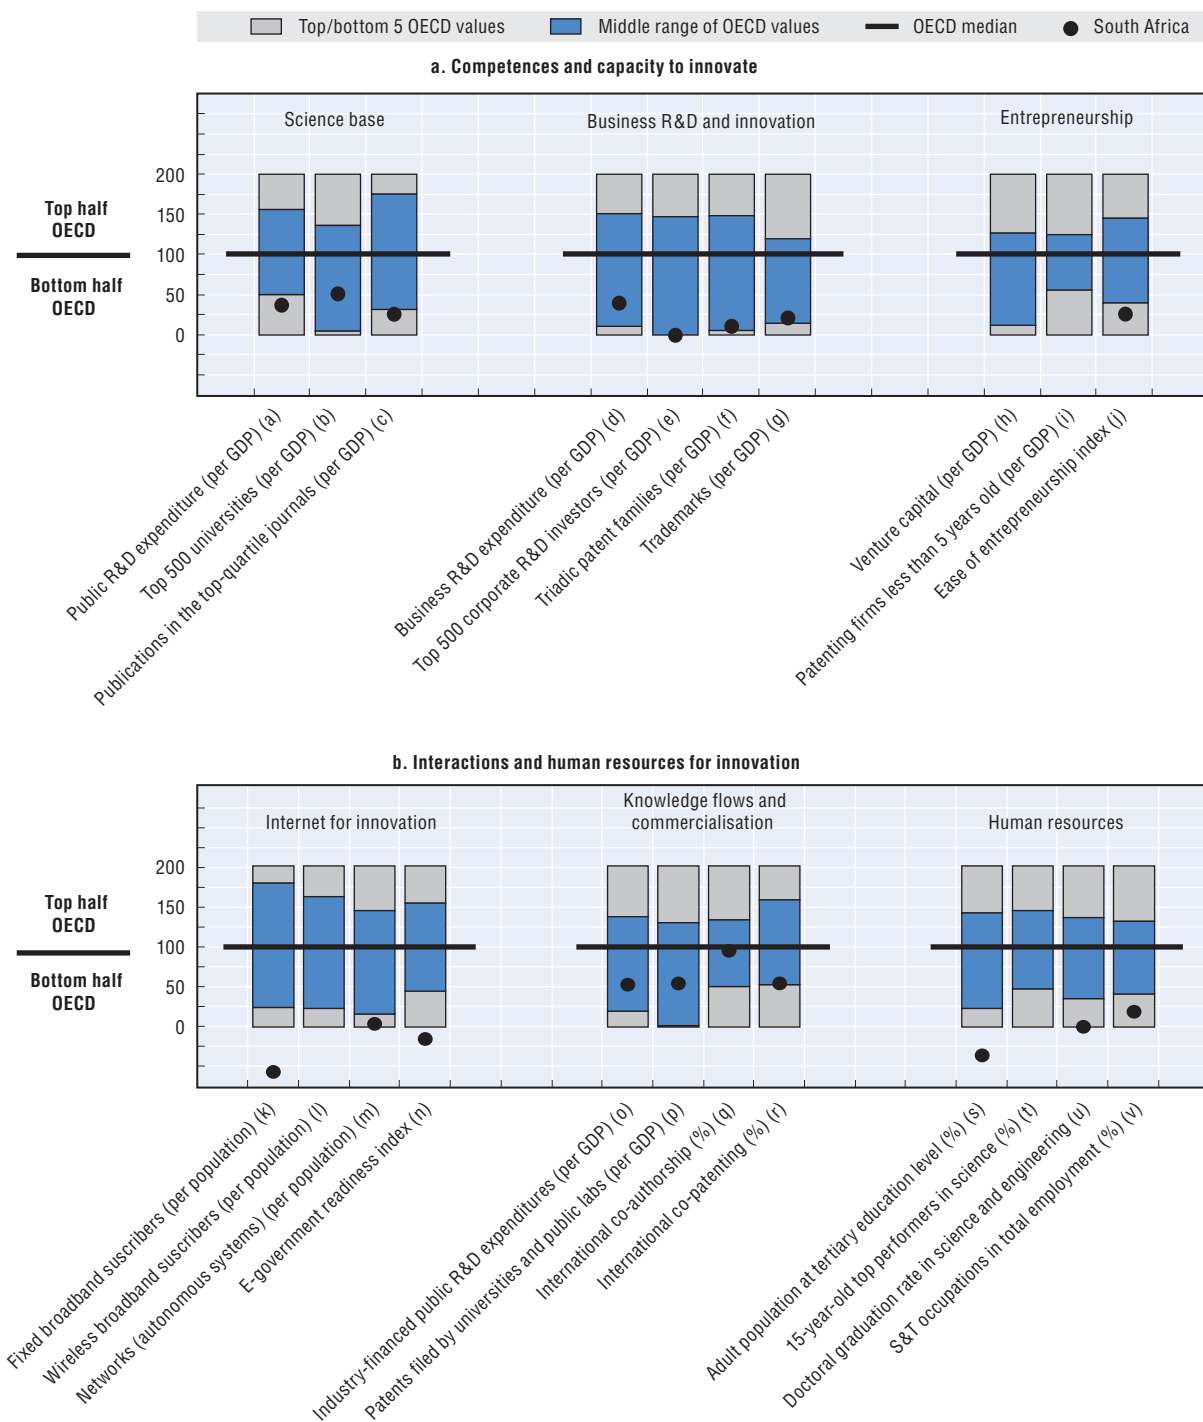 Top/bottom 5 OECD values Middle range of OECD values OECD median South Africa
a. Competences and capacity to innovate
Science base
Business R&D and innovation
Entrepreneurship
200
150
100
50
0
Top half
OECD
Bottom half
OECD
Public R&D expenditure (per GDP) (a)
Top 500 universities (per GDP) (b)
Publications in the top-quartile journals (per GDP) (c)
Business R&D expenditure (per GDP) (d)
Top 500 corporate R&D investors (per GDP) (e)
Triadic patent families (per GDP) (f)
Trademarks (per GDP) (g)
Venture capital (per GDP) (h)
Patenting firms less than 5 years old (per GDP) (i)
Ease of entrepreneurship index (j)
b. Interactions and human resources for innovation
Internet for innovation
Knowledge flows and
commercialisation
Human resources
200
150
100
50
0
Top half
OECD
Bottom half
OECD
Fixed broadband suscribers (per population) (k)
Wireless broadband suscribers (per population) (l)
Networks (autonomous systems) (per population) (m)
E-government readiness index (n)
Industry-financed public R&D expenditures (per GDP) (o)
Patents filed by universities and public labs (per GDP) (p)
International co-authorship (%) (q)
International co-patenting (%) (r)
Adult population at tertiary education level (%) (s)
15-year-old top performers in science (%) (t)
Doctoral graduation rate in science and engineering (u)
S&T occupations in total employment (%) (v)